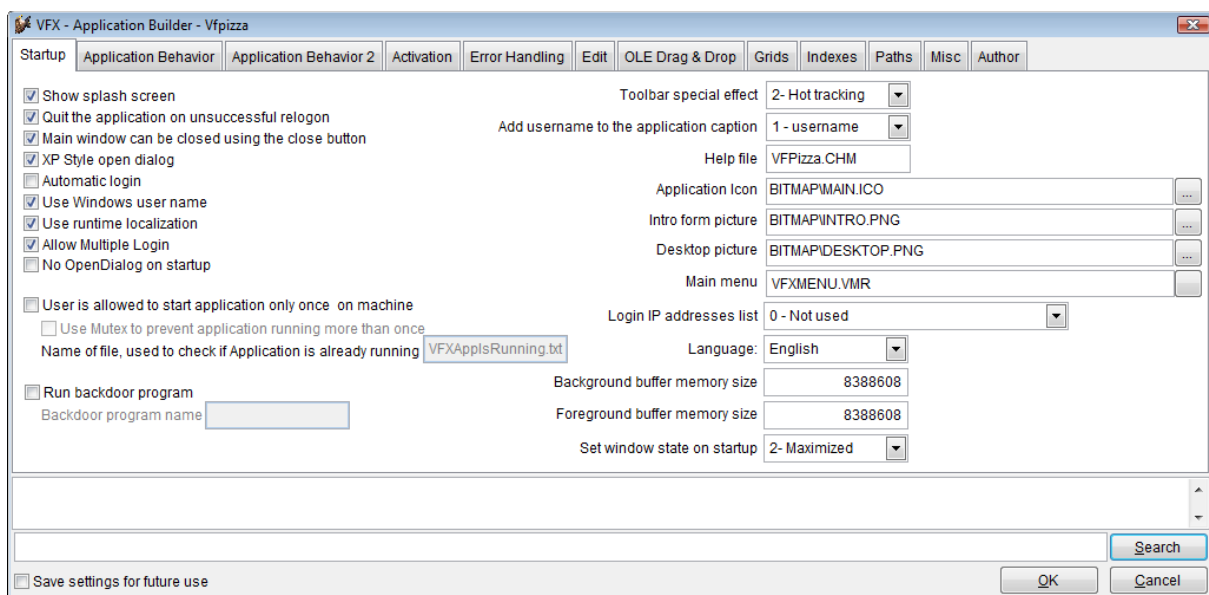 VFX - Application Builder - Vfpizza
Startup Application Behavior Application Behavior 2 Activation Error Handling Edit OLE Drag & Drop Grids Indexes Paths Misc Author
Show splash screen
Quit the application on unsuccessful relogon
Main window can be closed using the close button
XP Style open dialog
Automatic login
Use Windows user name
Use runtime localization
Allow Multiple Login
No OpenDialog on startup
User is allowed to start application only once on machine
Use Mutex to prevent application running more than once
Name of file, used to check if Application is already running VFXAppIsRunning.txt
Run backdoor program
Backdoor program name
Toolbar special effect 2- Hot tracking
Add username to the application caption 1 - username
Help file VFPizza.CHM
Application Icon BITMAP\MAIN.ICO ...
Intro form picture BITMAP\INTRO.PNG ...
Desktop picture BITMAP\DESKTOP.PNG ...
Main menu VFXMENU.VMR
Login IP addresses list 0 - Not used
Language: English
Background buffer memory size 8388608
Foreground buffer memory size 8388608
Set window state on startup 2- Maximized
Search
Save settings for future use
OK Cancel